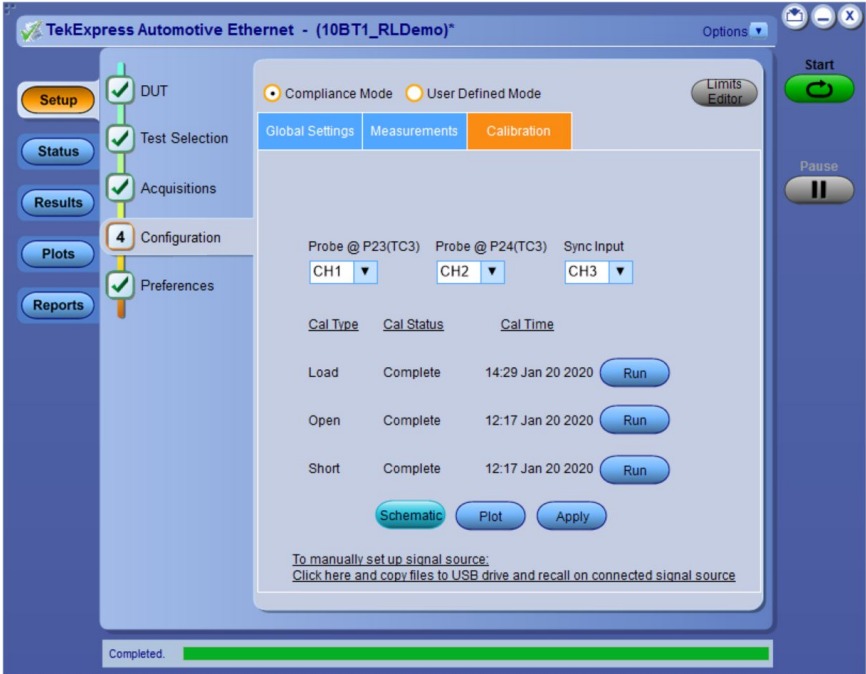 TekExpress Automotive Ethernet - (10BT1_RLDemo)*
Options
Start
Setup
Status
Results
Plots
Reports
DUT
Test Selection
Acquisitions
4 Configuration
Preferences
Compliance Mode User Defined Mode
Limits
Editor
Global Settings Measurements Calibration
Pause
Probe @ P23(TC3) Probe @ P24(TC3) Sync Input
CH1 CH2 CH3
Cal Type Cal Status Cal Time
Load Complete 14:29 Jan 20 2020 Run
Open Complete 12:17 Jan 20 2020 Run
Short Complete 12:17 Jan 20 2020 Run
Schematic Plot Apply
To manually set up signal source:
Click here and copy files to USB drive and recall on connected signal source
Completed.